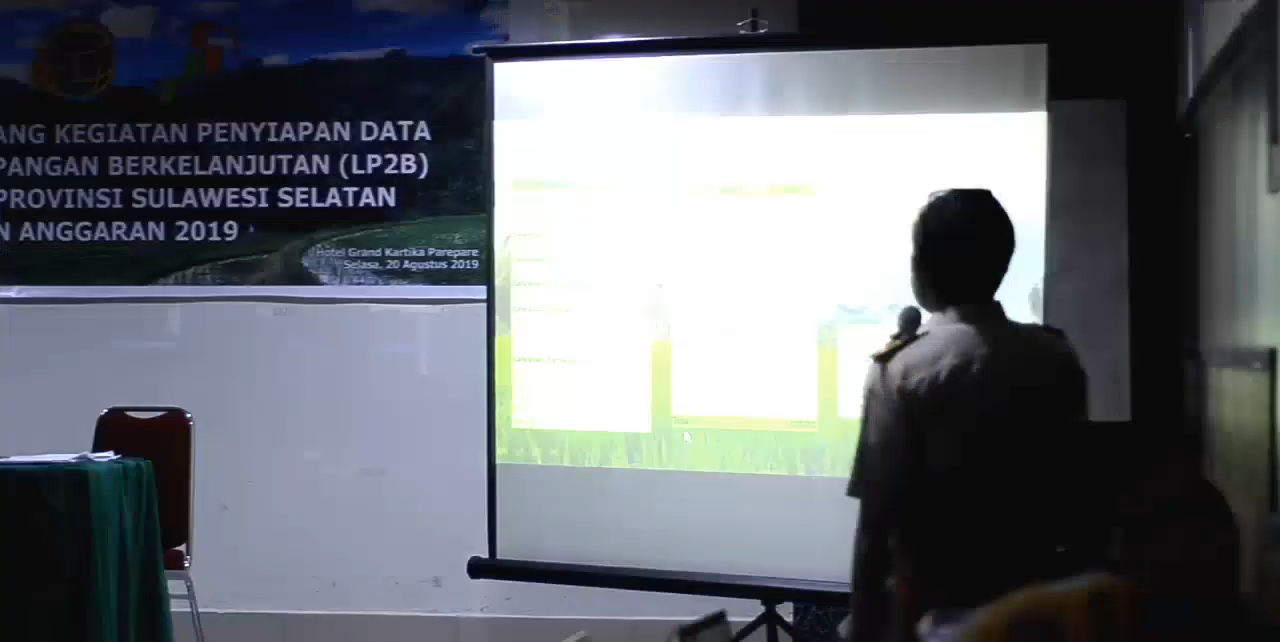 ANG KEGIATAN PENYIAPAN DATA
PANGAN BERKELANJUTAN (LP2B)
PROVINSI SULAWESI SELATAN
N ANGGARAN 2019
Hotel Grand Kartika Parepare
Selasa, 20 Agustus 2019